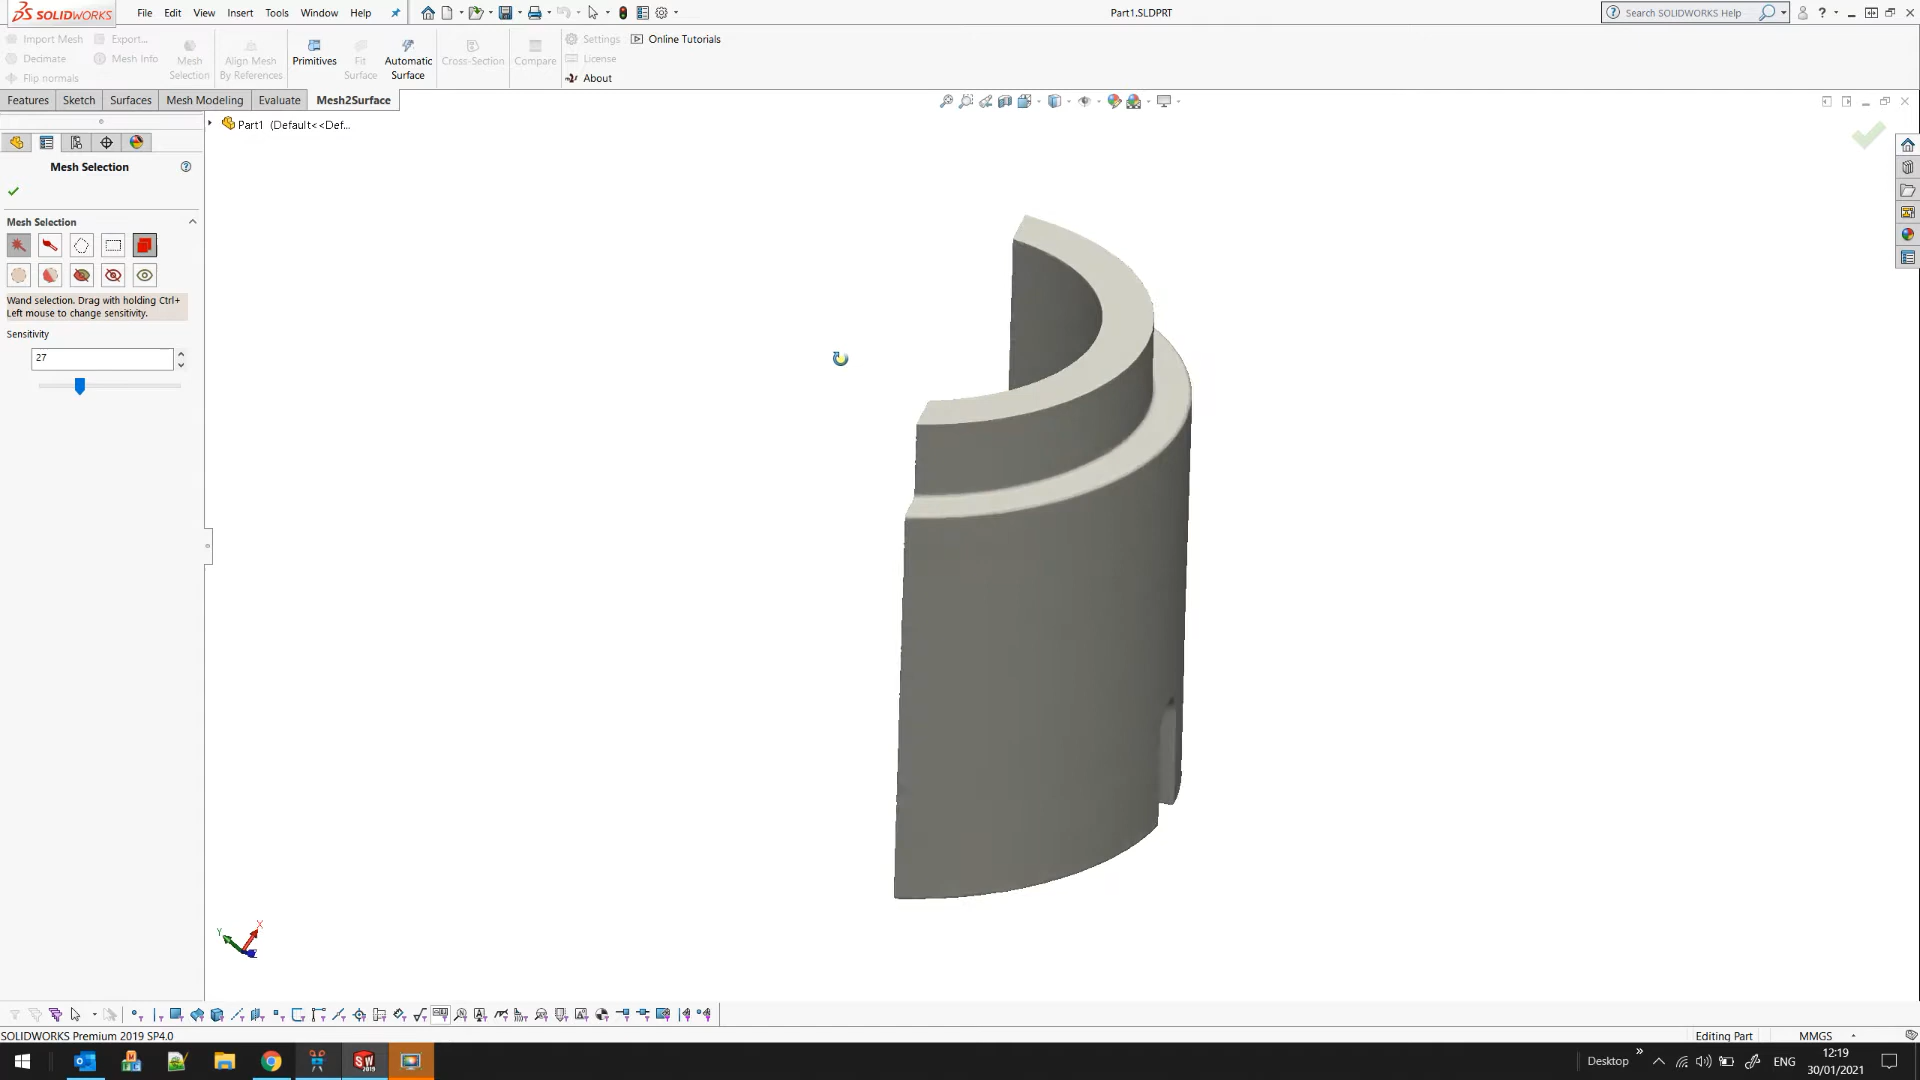 SOLIDWORKS File Edit View Insert Tools Window Help Part1.SLDPRT Search SOLIDWORKS Help
Import Mesh Export... Settings Online Tutorials
Decimate Mesh Info Mesh Selection Align Mesh By References Primitives Fit Surface Automatic Surface Cross-Section Compare License
Flip normals About
Features Sketch Surfaces Mesh Modeling Evaluate Mesh2Surface
Part1 (Default<<Def...
Mesh Selection
Mesh Selection
Wand selection. Drag with holding Ctrl+
Left mouse to change sensitivity.
Sensitivity
27
Y X Z
SOLIDWORKS Premium 2019 SP4.0 Editing Part MMGS
Desktop ENG 12:19
30/01/2021